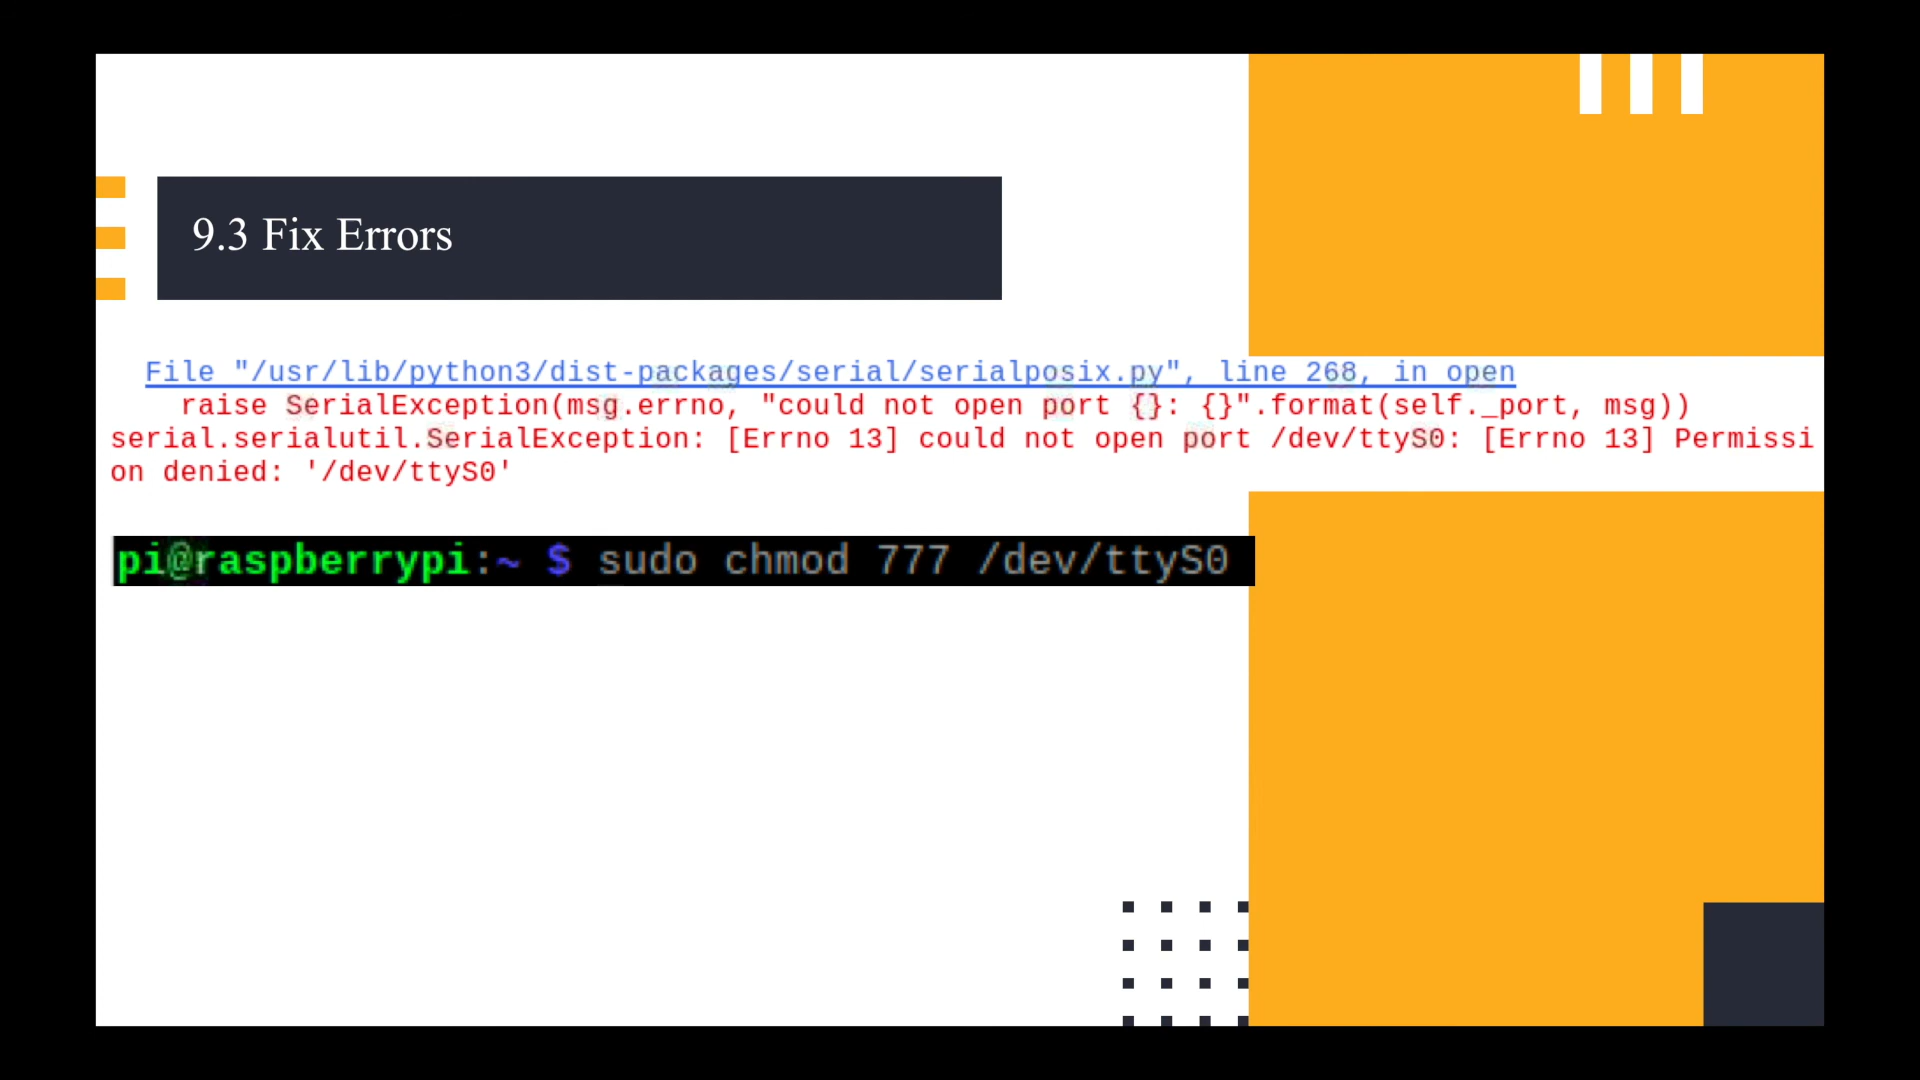 9.3 Fix Errors
File "/usr/lib/python3/dist-packages/serial/serialposix.py", line 268, in open
raise SerialException(msg.errno, "could not open port {}: {}".format(self._port, msg))
serial.serialutil.SerialException: [Errno 13] could not open port /dev/ttyS0: [Errno 13] Permissi
on denied: '/dev/ttyS0'
pi@raspberrypi:~ $ sudo chmod 777 /dev/ttyS0